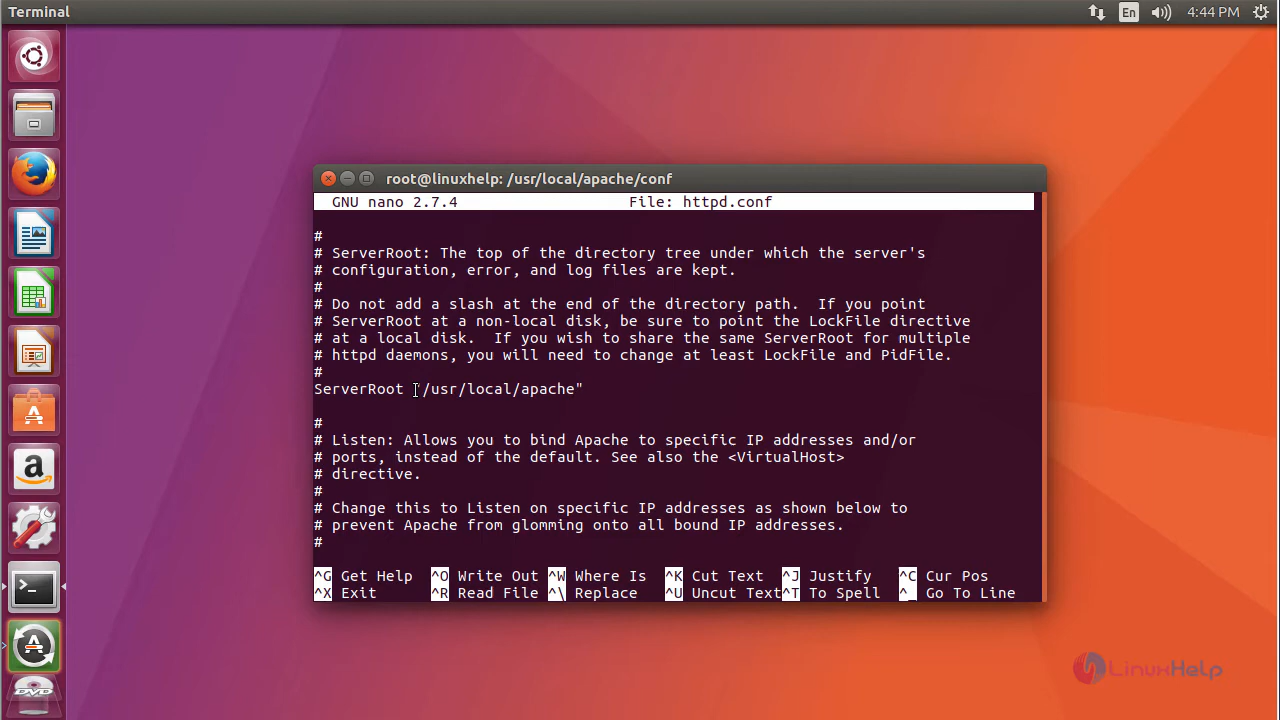 Terminal
En
4:44 PM
root@linuxhelp: /usr/local/apache/conf
GNU nano 2.7.4 File: httpd.conf
#
# ServerRoot: The top of the directory tree under which the server's
# configuration, error, and log files are kept.
#
# Do not add a slash at the end of the directory path.  If you point
# ServerRoot at a non-local disk, be sure to point the LockFile directive
# at a local disk.  If you wish to share the same ServerRoot for multiple
# httpd daemons, you will need to change at least LockFile and PidFile.
#
ServerRoot "/usr/local/apache"
#
# Listen: Allows you to bind Apache to specific IP addresses and/or
# ports, instead of the default. See also the <VirtualHost>
# directive.
#
# Change this to Listen on specific IP addresses as shown below to
# prevent Apache from glomming onto all bound IP addresses.
#
^G Get Help ^O Write Out ^W Where Is ^K Cut Text ^J Justify ^C Cur Pos
^X Exit ^R Read File ^\ Replace ^U Uncut Text ^T To Spell ^_ Go To Line
DVD
LinuxHelp